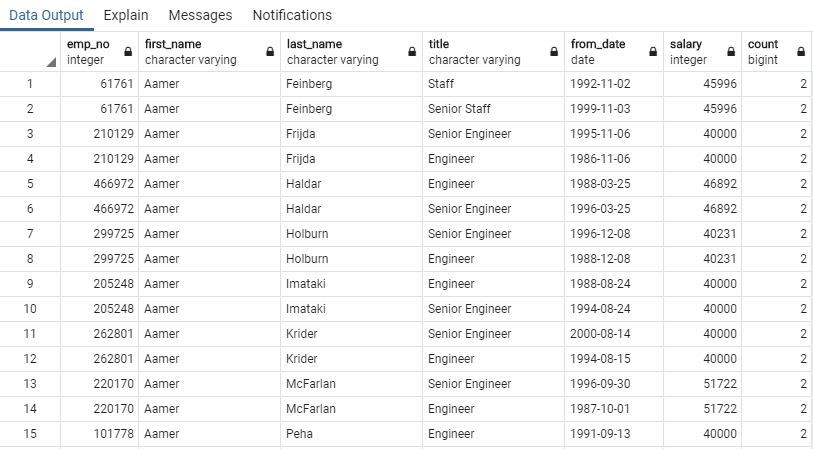 Data Output Explain Messages Notifications
emp_no first_name last_name title from_date salary count
integer character varying character varying character varying date integer bigint
1 61761 Aamer Feinberg Staff 1992-11-02 45996 2
2 61761 Aamer Feinberg Senior Staff 1999-11-03 45996 2
3 210129 Aamer Frijda Senior Engineer 1995-11-06 40000 2
4 210129 Aamer Frijda Engineer 1986-11-06 40000 2
5 466972 Aamer Haldar Engineer 1988-03-25 46892 2
6 466972 Aamer Haldar Senior Engineer 1996-03-25 46892 2
7 299725 Aamer Holburn Senior Engineer 1996-12-08 40231 2
8 299725 Aamer Holburn Engineer 1988-12-08 40231 2
9 205248 Aamer Imataki Engineer 1988-08-24 40000 2
10 205248 Aamer Imataki Senior Engineer 1994-08-24 40000 2
11 262801 Aamer Krider Senior Engineer 2000-08-14 40000 2
12 262801 Aamer Krider Engineer 1994-08-15 40000 2
13 220170 Aamer McFarlan Senior Engineer 1996-09-30 51722 2
14 220170 Aamer McFarlan Engineer 1987-10-01 51722 2
15 101778 Aamer Peha Engineer 1991-09-13 40000 2